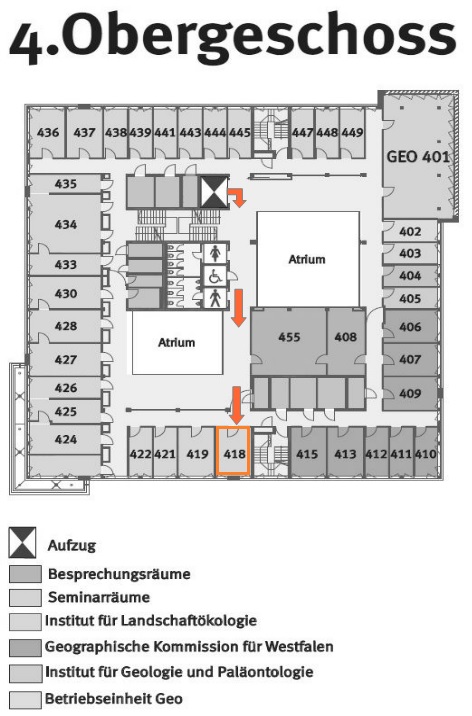 4.Obergeschoss
436 437 438 439 441 443 444 445 447 448 449
GEO 401
435
434
433
430
428
427
426
425
424
402
403
404
405
406
407
409
Atrium
Atrium
455 408
422 421 419 418 415 413 412 411 410
Aufzug
Besprechungsräume
Seminarräume
Institut für Landschaftökologie
Geographische Kommission für Westfalen
Institut für Geologie und Paläontologie
Betriebseinheit Geo